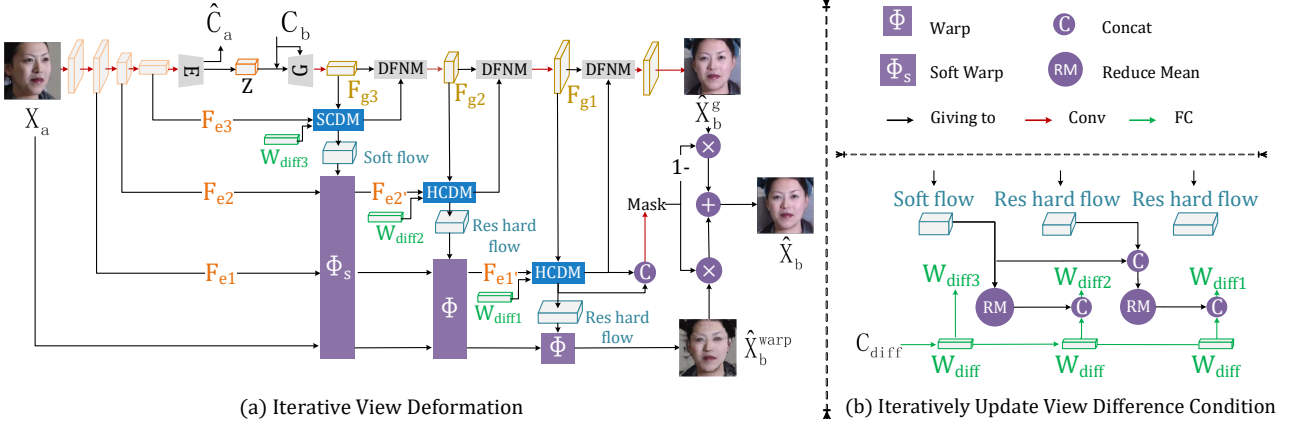 Ĉa
Cb
E
Z
G
DFNM
DFNM
DFNM
Xa
Fg3
Fg2
Fg1
X̂bg
Fe3
SCDM
Wdiff3
Soft flow
1-
Fe2
Fe2'
HCDM
Wdiff2
Res hard
flow
Mask
X̂b
Fe1
Φs
Φ
Fe1'
HCDM
C
Wdiff1
Res hard
flow
Φ
X̂bwarp
(a) Iterative View Deformation
Φ Warp
C Concat
Φs Soft Warp
RM Reduce Mean
Giving to
Conv
FC
Soft flow
Res hard flow
Res hard flow
C
Wdiff3
Wdiff2
Wdiff1
RM
C
RM
C
Cdiff
Wdiff
Wdiff
Wdiff
(b) Iteratively Update View Difference Condition